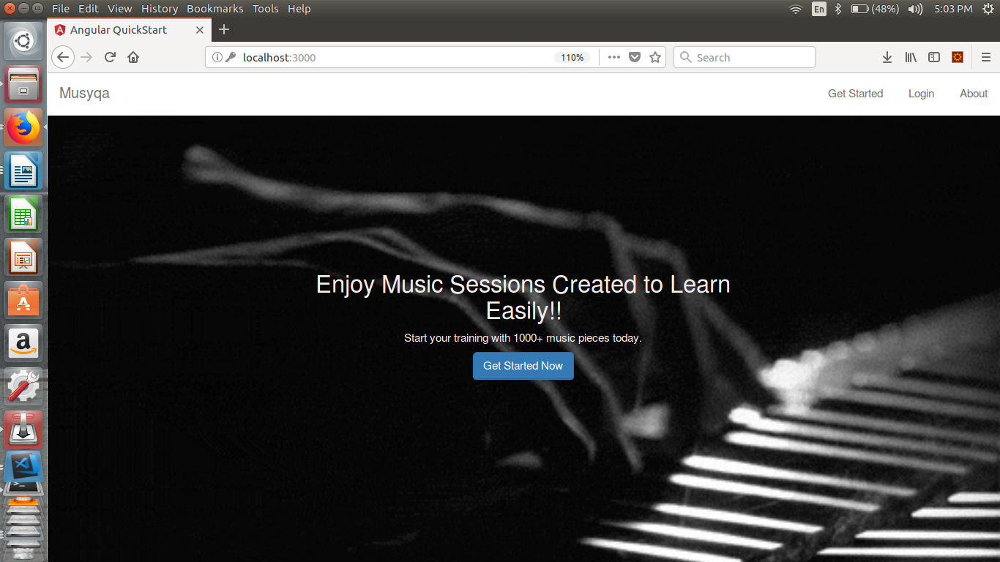 File Edit View History Bookmarks Tools Help
En
(48%)
5:03 PM
Angular QuickStart
localhost:3000
110%
Search
Musyqa
Get Started
Login
About
Enjoy Music Sessions Created to Learn
Easily!!
Start your training with 1000+ music pieces today.
Get Started Now